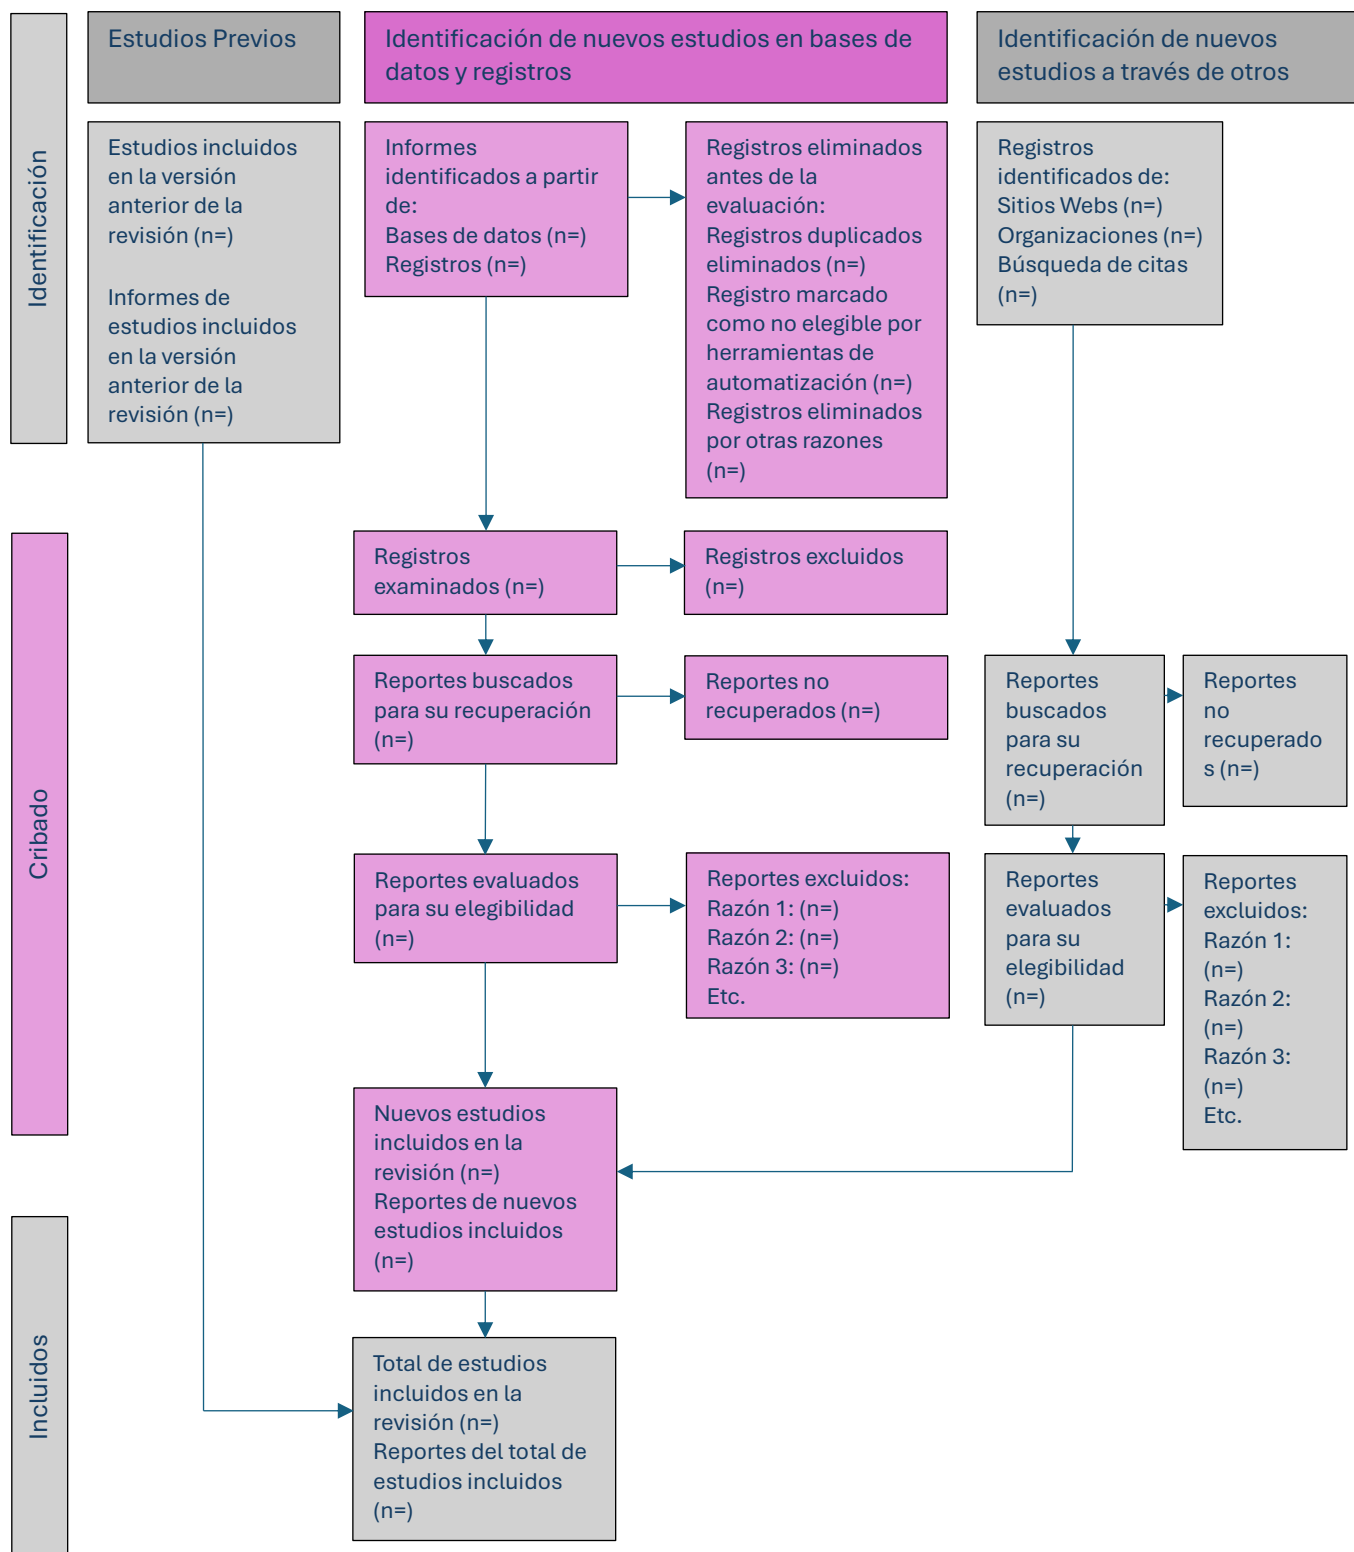 Identificación
Estudios Previos
Identificación de nuevos estudios en bases de
datos y registros
Identificación de nuevos
estudios a través de otros
Estudios incluidos
en la versión
anterior de la
revisión (n=)
Informes de
estudios incluidos
en la versión
anterior de la
revisión (n=)
Informes
identificados a partir
de:
Bases de datos (n=)
Registros (n=)
Registros eliminados
antes de la
evaluación:
Registros duplicados
eliminados (n=)
Registro marcado
como no elegible por
herramientas de
automatización (n=)
Registros eliminados
por otras razones
(n=)
Registros
identificados de:
Sitios Webs (n=)
Organizaciones (n=)
Búsqueda de citas
(n=)
Cribado
Registros
examinados (n=)
Registros excluidos
(n=)
Reportes buscados
para su recuperación
(n=)
Reportes no
recuperados (n=)
Reportes
buscados
para su
recuperación
(n=)
Reportes
no
recuperado
s (n=)
Reportes evaluados
para su elegibilidad
(n=)
Reportes excluidos:
Razón 1: (n=)
Razón 2: (n=)
Razón 3: (n=)
Etc.
Reportes
evaluados
para su
elegibilidad
(n=)
Reportes
excluidos:
Razón 1:
(n=)
Razón 2:
(n=)
Razón 3:
(n=)
Etc.
Nuevos estudios
incluidos en la
revisión (n=)
Reportes de nuevos
estudios incluidos
(n=)
Incluidos
Total de estudios
incluidos en la
revisión (n=)
Reportes del total de
estudios incluidos
(n=)